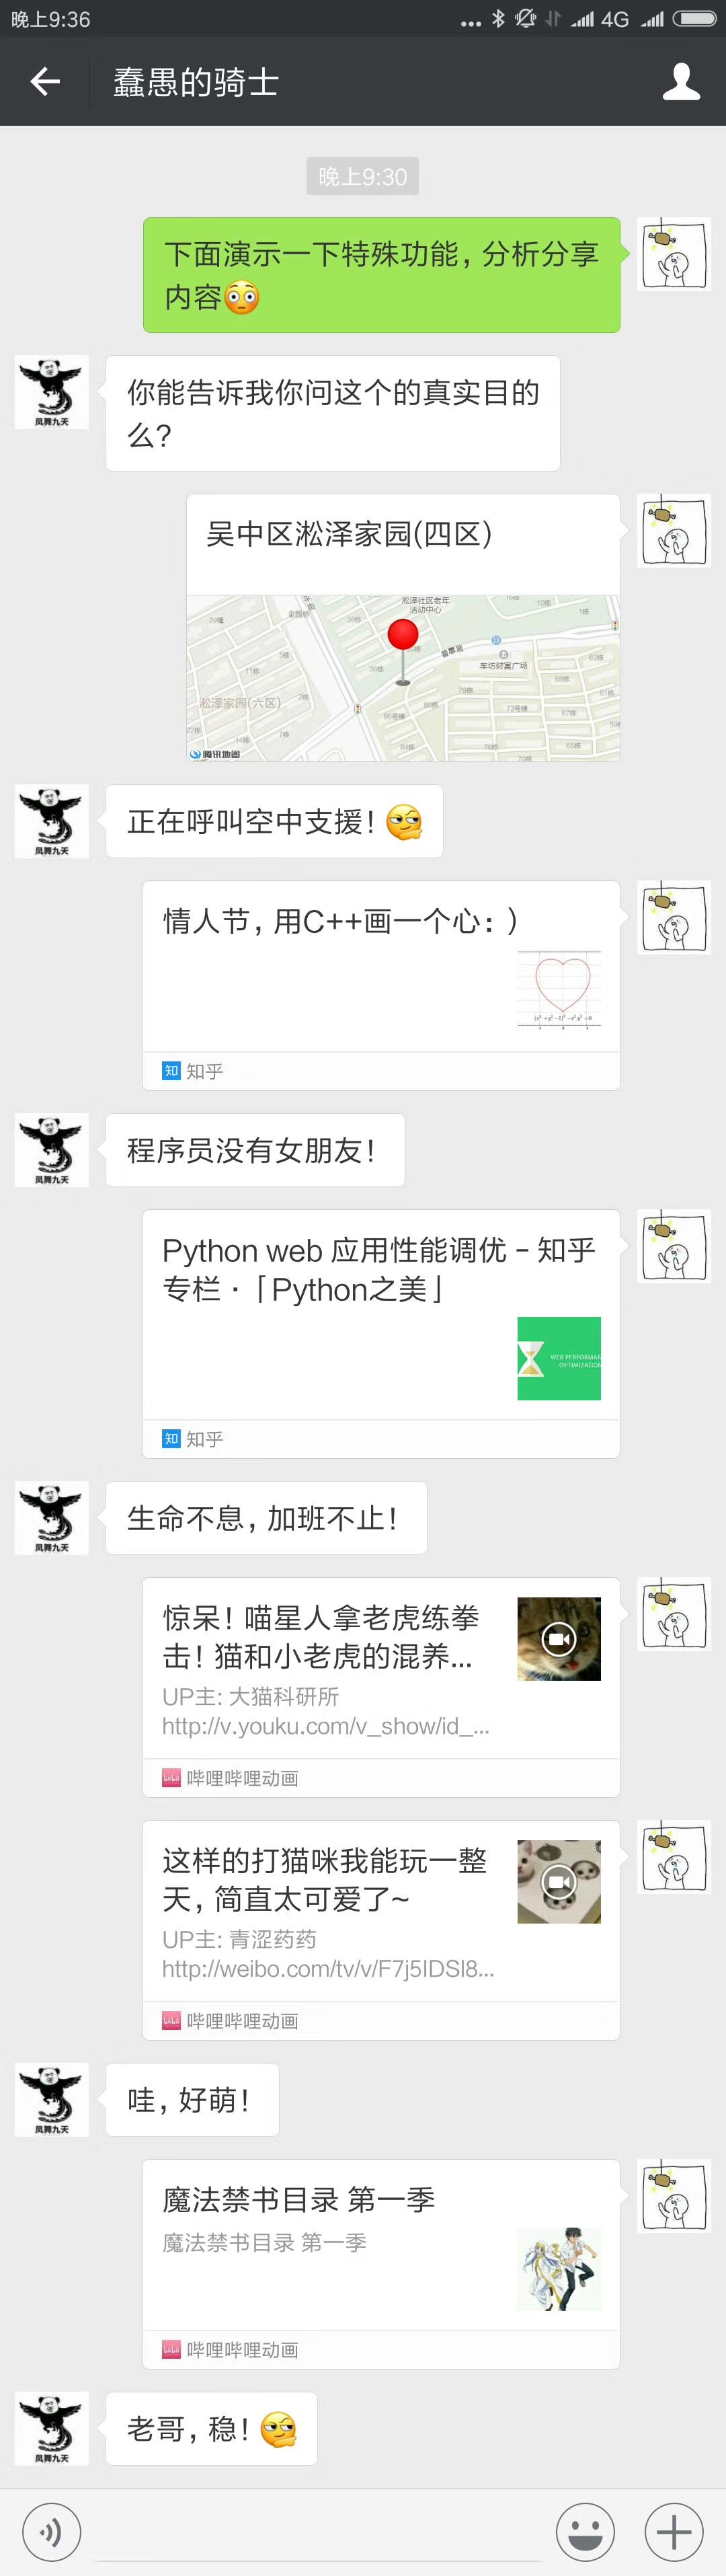 晚上9:36
4G
蠢愚的骑士
晚上9:30
下面演示一下特殊功能，分析分享
内容
你能告诉我你问这个的真实目的
么？
凤舞九天
吴中区淞泽家园(四区)
淞泽社区老年
活动中心
车坊财富广场
淞泽家园(六区)
腾讯地图
正在呼叫空中支援！
凤舞九天
情人节，用C++画一个心：）
知 知乎
程序员没有女朋友！
凤舞九天
Python web 应用性能调优 - 知乎
专栏 · 「Python之美」
WEB PERFORMAN
OPTIMIZATION
知 知乎
生命不息，加班不止！
凤舞九天
惊呆！喵星人拿老虎练拳
击！猫和小老虎的混养...
UP主: 大猫科研所
http://v.youku.com/v_show/id_...
哔哩哔哩动画
这样的打猫咪我能玩一整
天，简直太可爱了~
UP主: 青涩药药
http://weibo.com/tv/v/F7j5IDSI8...
哔哩哔哩动画
哇，好萌！
凤舞九天
魔法禁书目录 第一季
魔法禁书目录 第一季
哔哩哔哩动画
老哥，稳！
凤舞九天